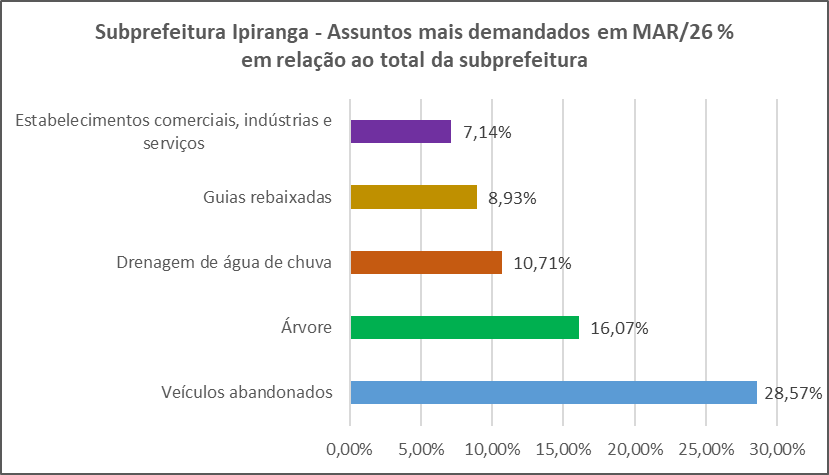 Subprefeitura Ipiranga - Assuntos mais demandados em MAR/26 %
em relação ao total da subprefeitura
Estabelecimentos comerciais, indústrias e
serviços
7,14%
Guias rebaixadas
8,93%
Drenagem de água de chuva
10,71%
Árvore
16,07%
Veículos abandonados
28,57%
0,00% 5,00% 10,00% 15,00% 20,00% 25,00% 30,00%